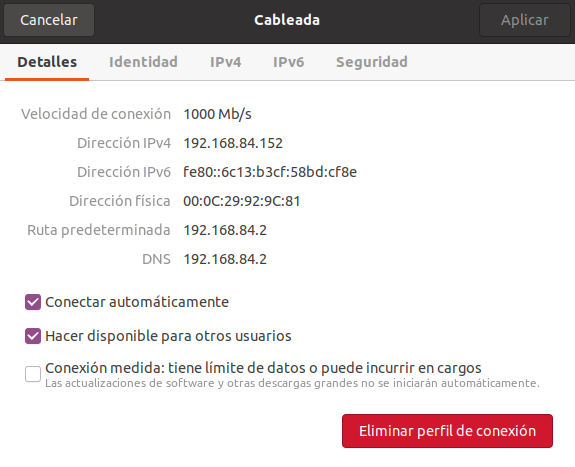 Cancelar Cableada Aplicar
Detalles Identidad IPv4 IPv6 Seguridad
Velocidad de conexión 1000 Mb/s
Dirección IPv4 192.168.84.152
Dirección IPv6 fe80::6c13:b3cf:58bd:cf8e
Dirección física 00:0C:29:92:9C:81
Ruta predeterminada 192.168.84.2
DNS 192.168.84.2
Conectar automáticamente
Hacer disponible para otros usuarios
Conexión medida: tiene límite de datos o puede incurrir en cargos
Las actualizaciones de software y otras descargas grandes no se iniciarán automáticamente.
Eliminar perfil de conexión